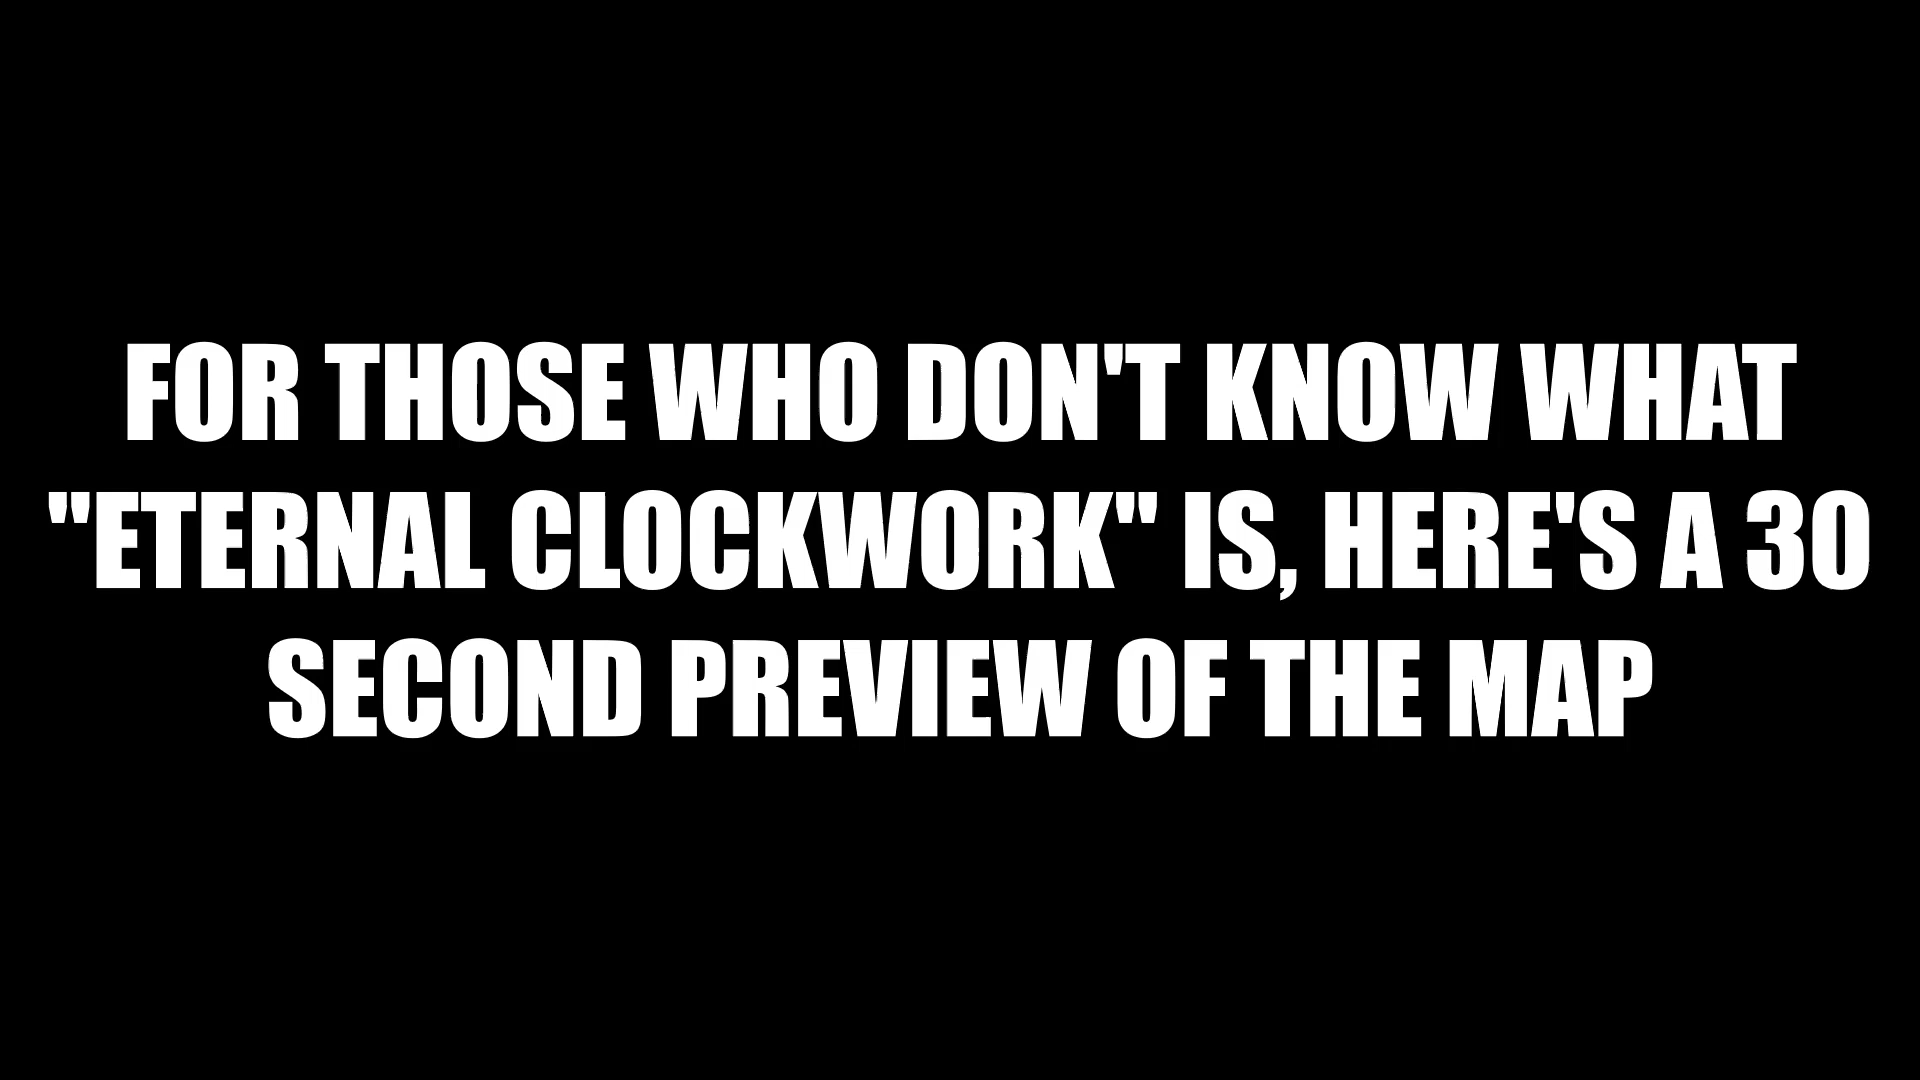 FOR THOSE WHO DON'T KNOW WHAT
"ETERNAL CLOCKWORK" IS, HERE'S A 30
SECOND PREVIEW OF THE MAP